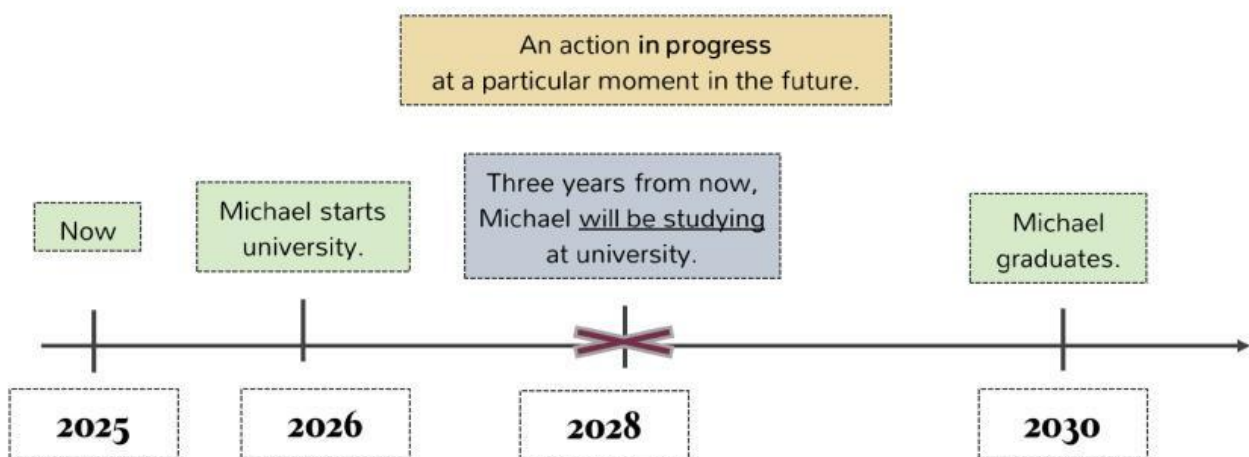 An action in progress
at a particular moment in the future.
Now
Michael starts
university.
Three years from now,
Michael will be studying
at university.
Michael
graduates.
2025
2026
2028
2030